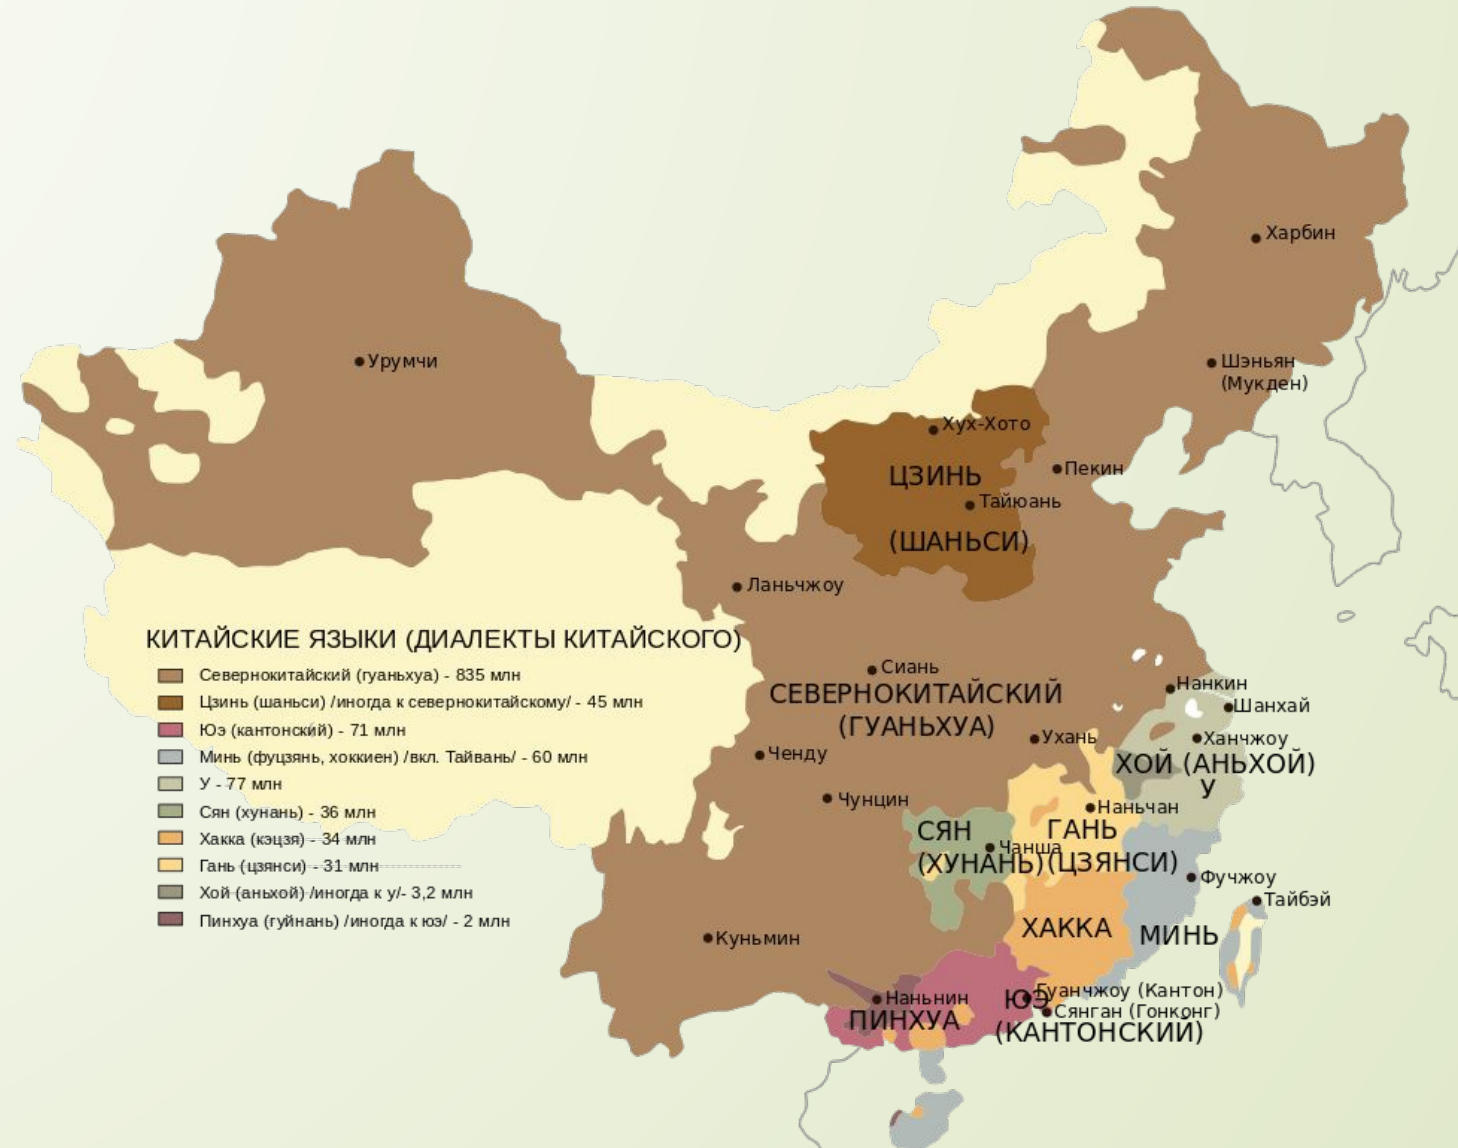 Харбин
Урумчи
Шэньян
(Мукден)
Хух-Хото
Пекин
ЦЗИНЬ
Тайюань
(ШАНЬСИ)
Ланьчжоу
КИТАЙСКИЕ ЯЗЫКИ (ДИАЛЕКТЫ КИТАЙСКОГО)
Севернокитайский (гуаньхуа) - 835 млн
Цзинь (шаньси) /иногда к севернокитайскому/ - 45 млн
Юэ (кантонский) - 71 млн
Минь (фуцзянь, хоккиен) /вкл. Тайвань/ - 60 млн
У - 77 млн
Сян (хунань) - 36 млн
Хакка (кэцзя) - 34 млн
Гань (цзянси) - 31 млн
Хой (аньхой) /иногда к у/- 3,2 млн
Пинхуа (гуйнань) /иногда к юэ/ - 2 млн
Сиань
СЕВЕРНОКИТАЙСКИЙ
(ГУАНЬХУА)
Нанкин
Шанхай
Ухань
Ханчжоу
Ченду
ХОЙ (АНЬХОЙ)
У
Чунцин
Наньчан
СЯН
ГАНЬ
Чанша
(ХУНАНЬ)
(ЦЗЯНСИ)
Фучжоу
Тайбэй
ХАККА
МИНЬ
Куньмин
Гуанчжоу (Кантон)
Наньнин
ЮЭ
Сянган (Гонконг)
ПИНХУА
(КАНТОНСКИЙ)